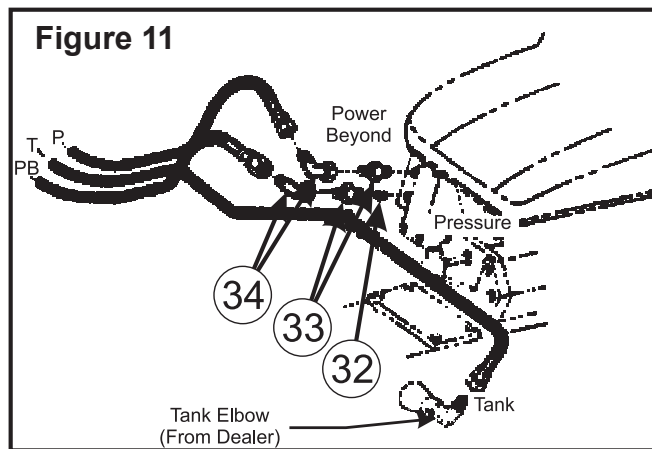 Figure 11
Power
Beyond
P
T
PB
Pressure
34
33
32
Tank
Tank Elbow
(From Dealer)